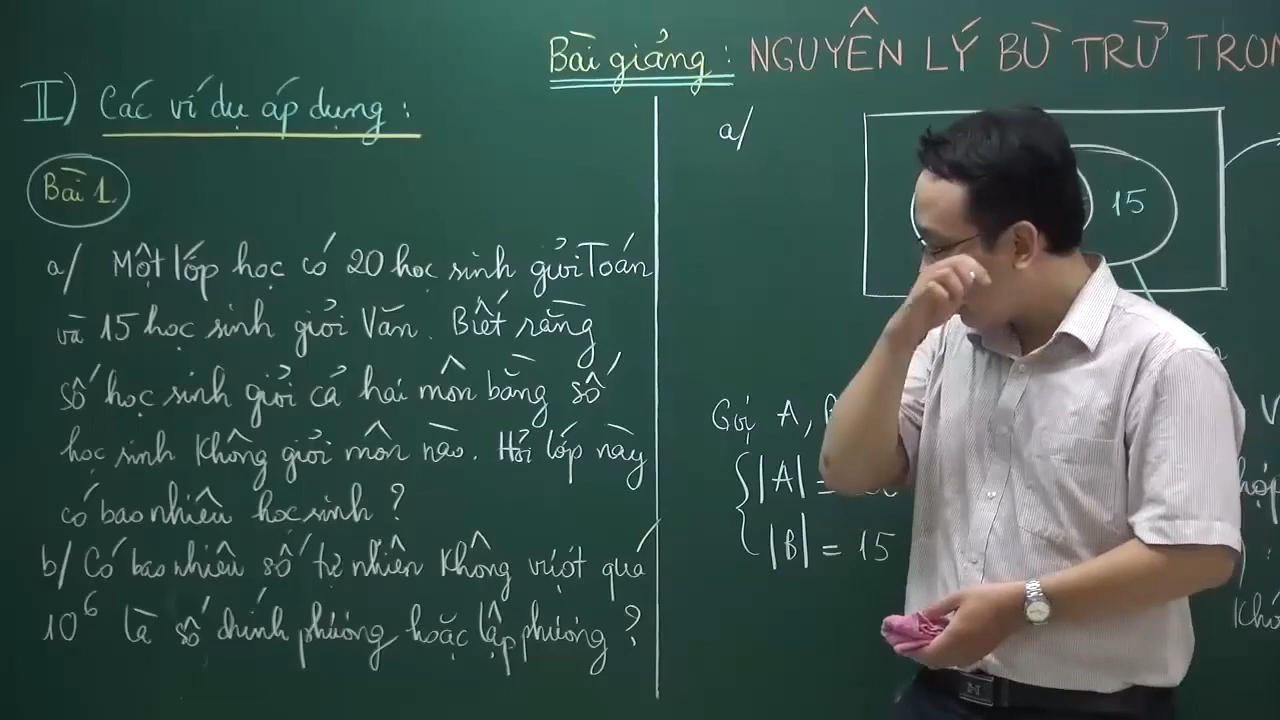 Bài giảng: NGUYÊN LÝ BÙ TRỪ
II) Các ví dụ áp dụng:
Bài 1.
a/ Một lớp học có 20 học sinh giỏi Toán
và 15 học sinh giỏi Văn. Biết rằng
số học sinh giỏi cả hai môn bằng số
học sinh không giỏi môn nào. Hỏi lớp này
có bao nhiêu học sinh?
b/ Có bao nhiêu số tự nhiên không vượt quá
10⁶ là số chính phương hoặc lập phương?
a/
15
Gọi A,
|A| =
|B| = 15